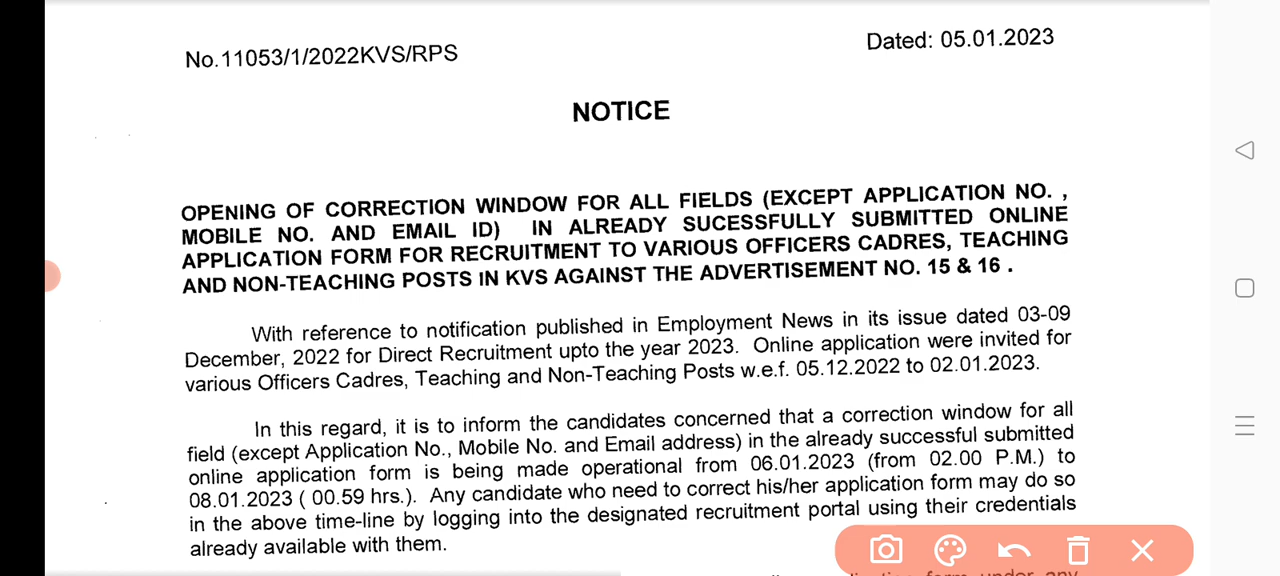 No.11053/1/2022KVS/RPS
Dated: 05.01.2023
NOTICE
OPENING OF CORRECTION WINDOW FOR ALL FIELDS (EXCEPT APPLICATION NO. ,
MOBILE NO. AND EMAIL ID) IN ALREADY SUCESSFULLY SUBMITTED ONLINE
APPLICATION FORM FOR RECRUITMENT TO VARIOUS OFFICERS CADRES, TEACHING
AND NON-TEACHING POSTS IN KVS AGAINST THE ADVERTISEMENT NO. 15 & 16 .
With reference to notification published in Employment News in its issue dated 03-09
December, 2022 for Direct Recruitment upto the year 2023. Online application were invited for
various Officers Cadres, Teaching and Non-Teaching Posts w.e.f. 05.12.2022 to 02.01.2023.
In this regard, it is to inform the candidates concerned that a correction window for all
field (except Application No., Mobile No. and Email address) in the already successful submitted
online application form is being made operational from 06.01.2023 (from 02.00 P.M.) to
08.01.2023 ( 00.59 hrs.). Any candidate who need to correct his/her application form may do so
in the above time-line by logging into the designated recruitment portal using their credentials
already available with them.
form under any